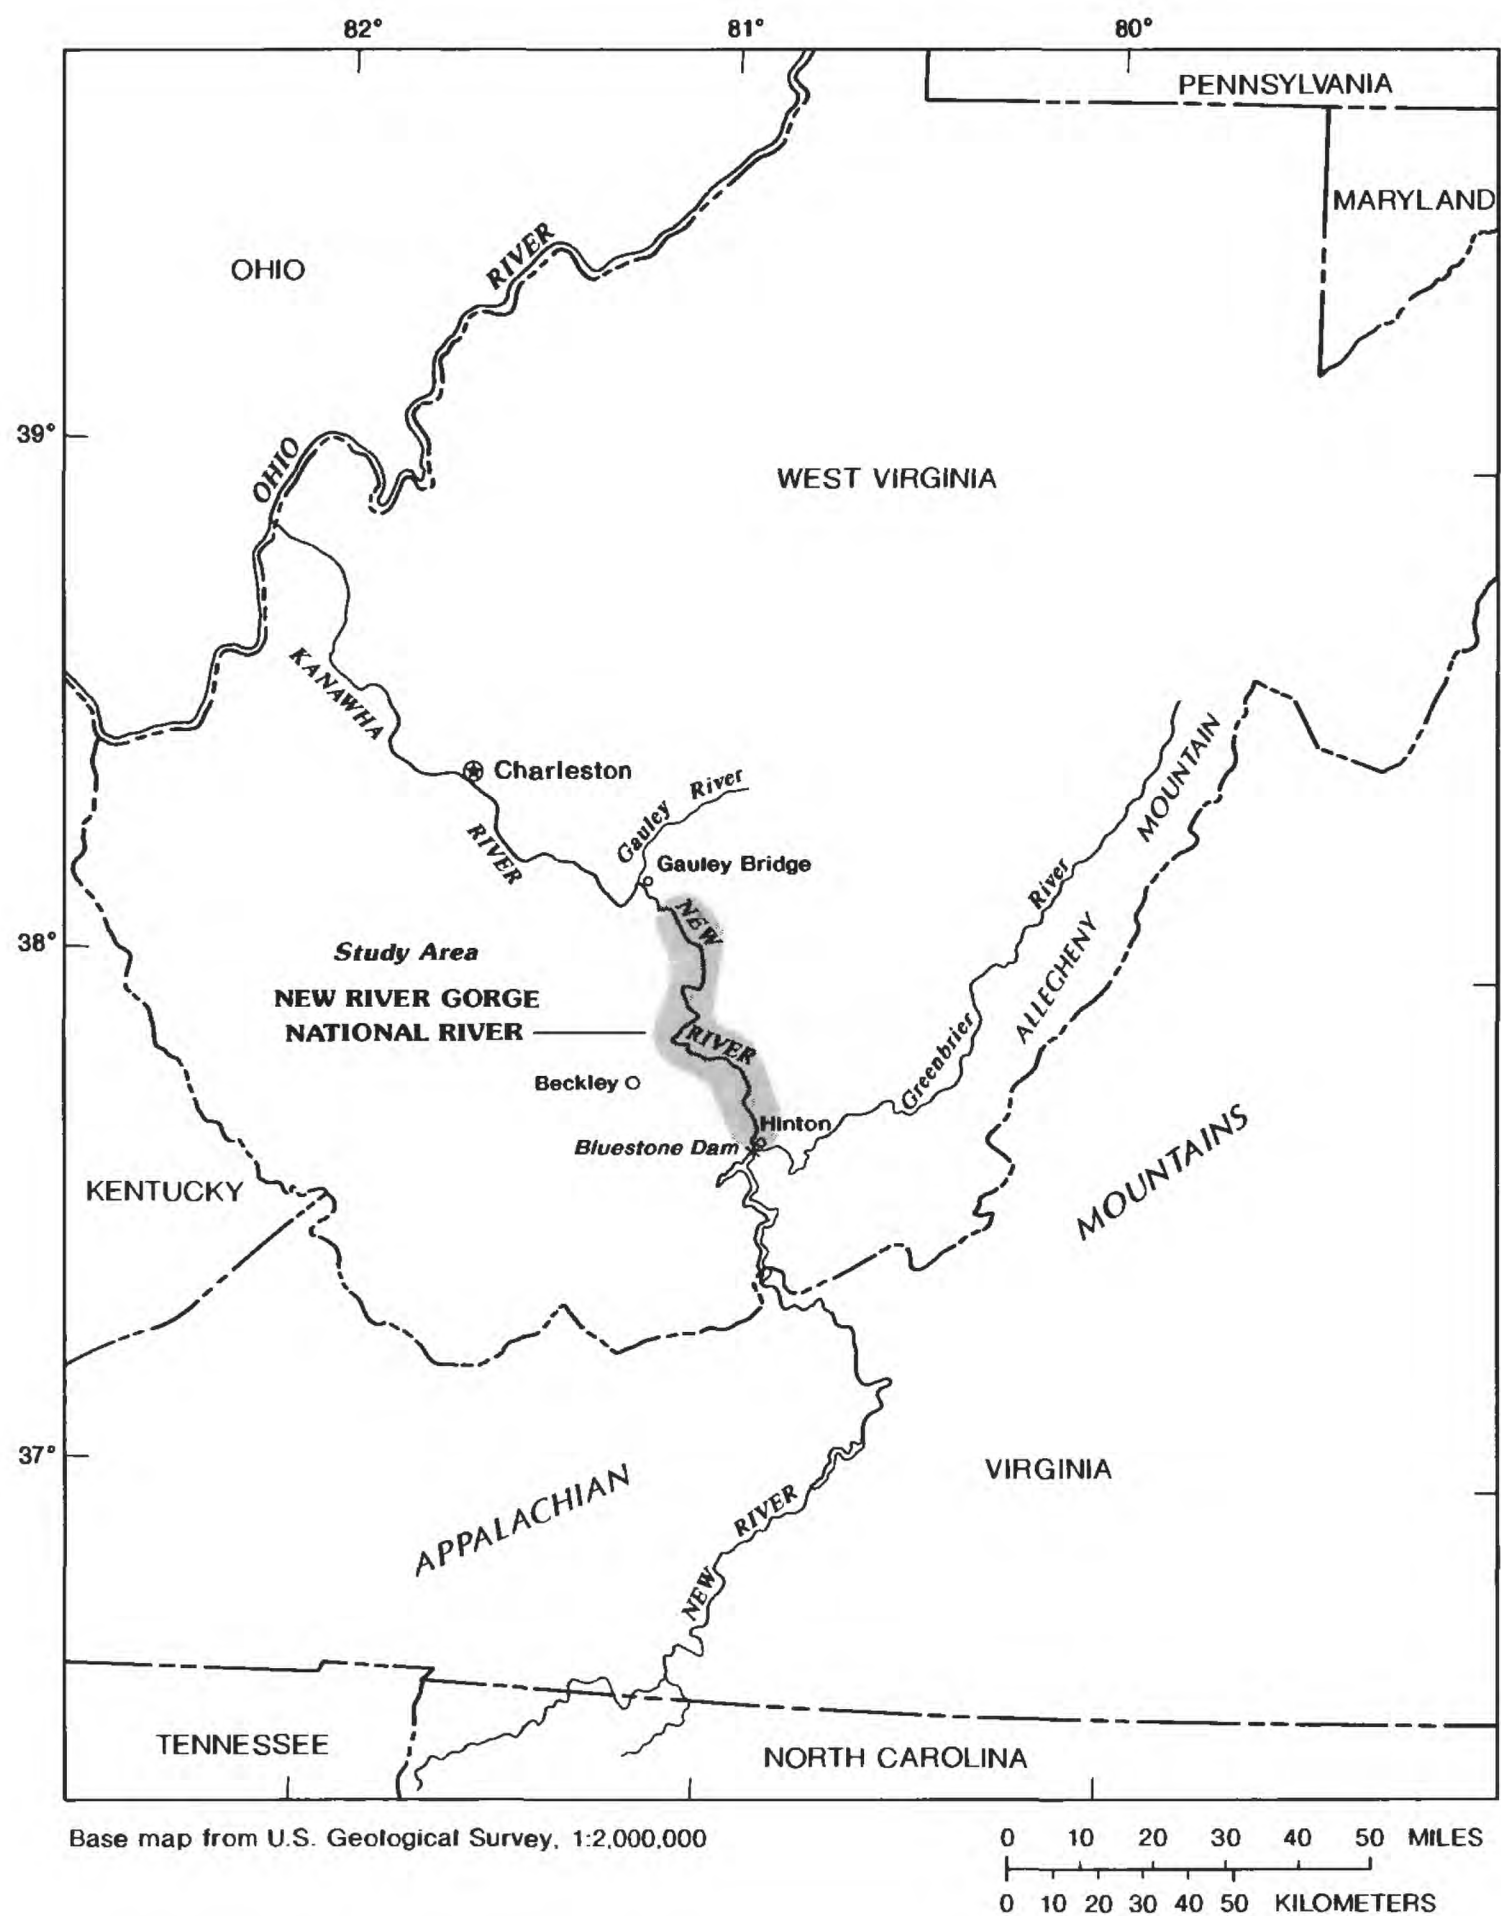 82° 81° 80°
PENNSYLVANIA
MARYLAND
OHIO
RIVER
39°
OHIO
WEST VIRGINIA
KANAWHA
MOUNTAIN
Charleston
Gauley River
RIVER
Gauley Bridge
River
NEW
38°
Study Area
ALLEGHENY
NEW RIVER GORGE
NATIONAL RIVER
RIVER
Greenbrier
Beckley
Hinton
Bluestone Dam
MOUNTAINS
KENTUCKY
37°
VIRGINIA
APPALACHIAN
RIVER
NEW
TENNESSEE
NORTH CAROLINA
Base map from U.S. Geological Survey, 1:2,000,000
0 10 20 30 40 50 MILES
0 10 20 30 40 50 KILOMETERS